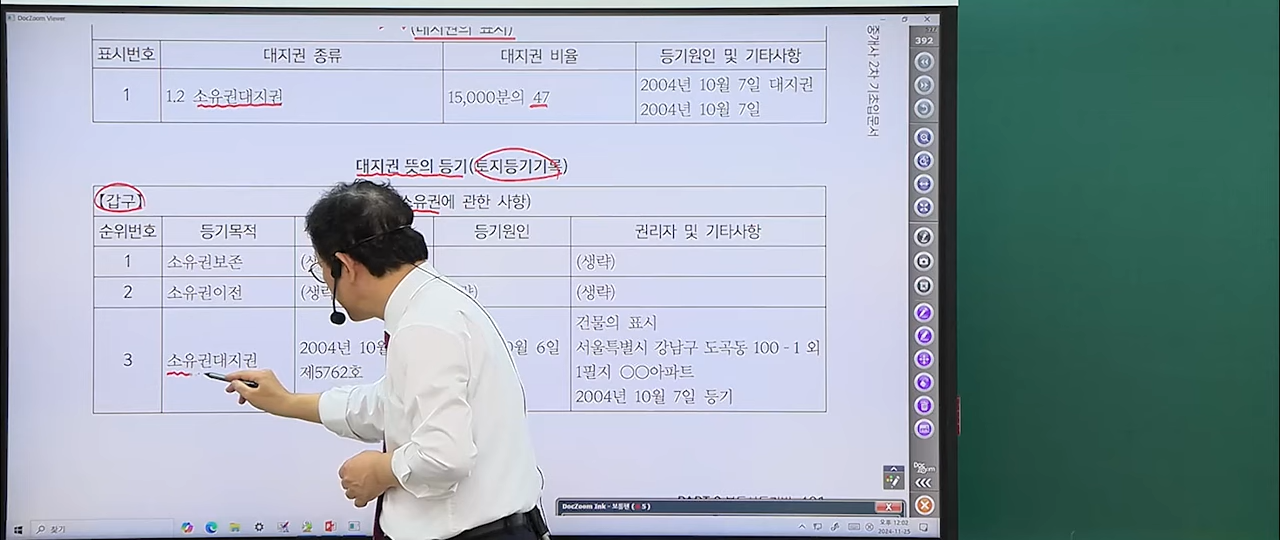 DocZoom Viewer
(대지권의 표시)
표시번호 대지권 종류 대지권 비율 등기원인 및 기타사항
1 1.2 소유권대지권 15,000분의 47 2004년 10월 7일 대지권
2004년 10월 7일
대지권 뜻의 등기(토지등기기록)
【갑구】 소유권에 관한 사항)
순위번호 등기목적 등기원인 권리자 및 기타사항
1 소유권보존 (생략)
2 소유권이전 (생략 략) (생략)
3 소유권대지권 2004년 10월 월 6일
제5762호
건물의 표시
서울특별시 강남구 도곡동 100-1 외
1필지 ○○아파트
2004년 10월 7일 등기
392
중개사 2차 기초입문서
DocZoom
DocZoom Ink - 보통펜
찾기
오후 12:02
2024-11-25